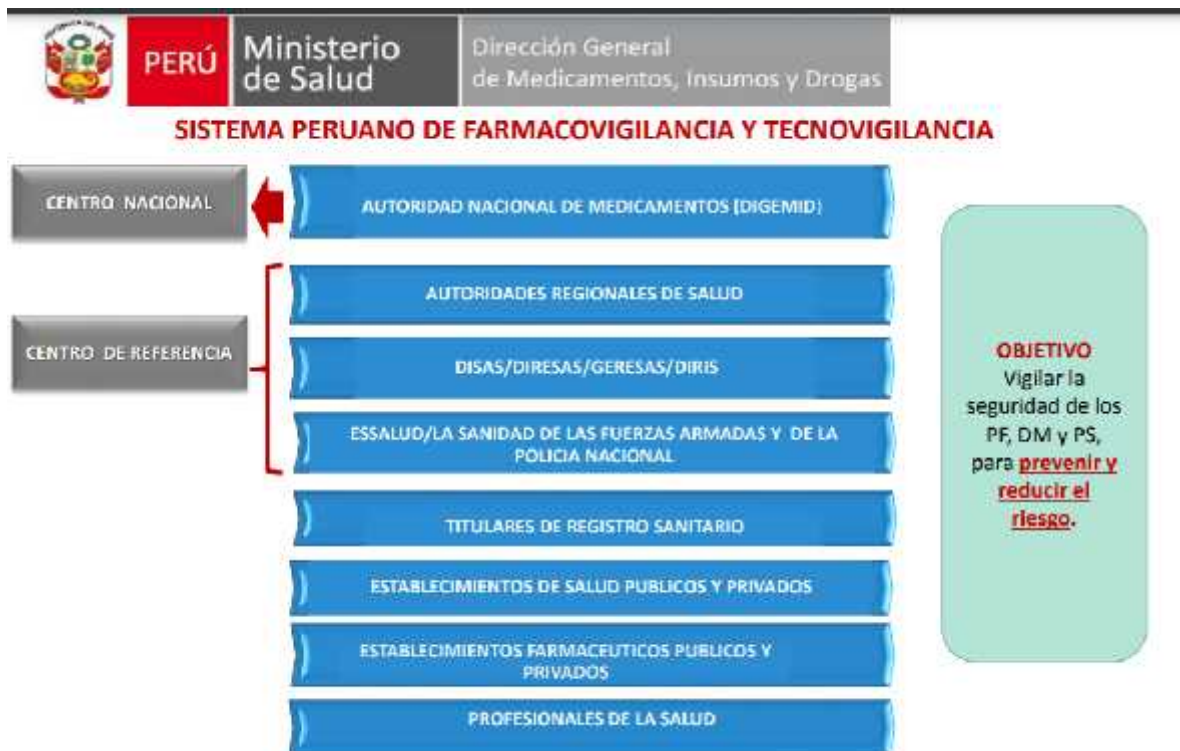 PERÚ
Ministerio
de Salud
Dirección General
de Medicamentos, Insumos y Drogas
SISTEMA PERUANO DE FARMACOVIGILANCIA Y TECNOVIGILANCIA
CENTRO NACIONAL
AUTORIDAD NACIONAL DE MEDICAMENTOS (DIGEMID)
AUTORIDADES REGIONALES DE SALUD
CENTRO DE REFERENCIA
DISAS/DIRESAS/GERESAS/DIRIS
ESSALUD/LA SANIDAD DE LAS FUERZAS ARMADAS Y DE LA
POLICIA NACIONAL
TITULARES DE REGISTRO SANITARIO
ESTABLECIMIENTOS DE SALUD PUBLICOS Y PRIVADOS
ESTABLECIMIENTOS FARMACEUTICOS PUBLICOS Y
PRIVADOS
PROFESIONALES DE LA SALUD
OBJETIVO
Vigilar la
seguridad de los
PF, DM y PS,
para prevenir y
reducir el
riesgo.